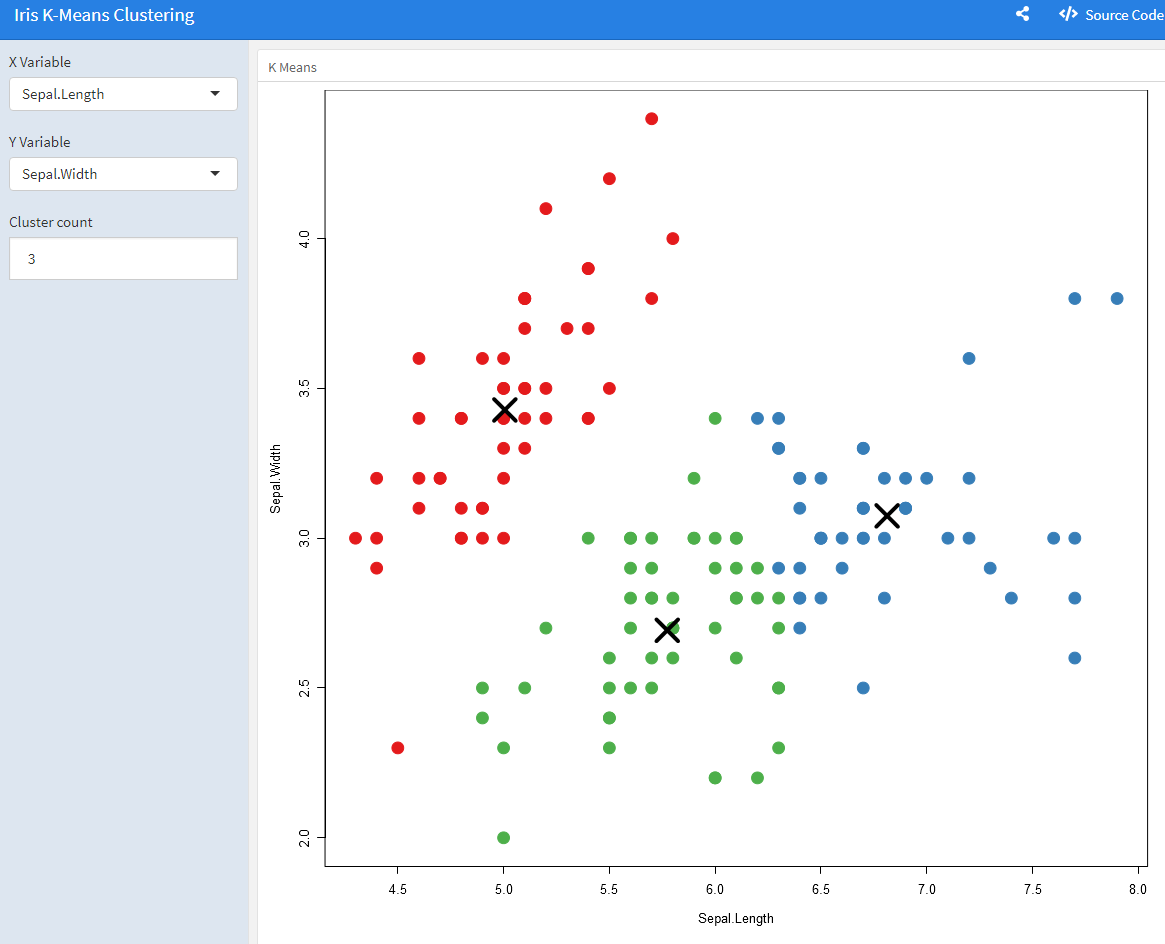 Iris K-Means Clustering
Source Code
X Variable
Sepal.Length
Y Variable
Sepal.Width
Cluster count
3
K Means
Sepal.Width
4.0
3.5
3.0
2.5
2.0
4.5 5.0 5.5 6.0 6.5 7.0 7.5 8.0
Sepal.Length